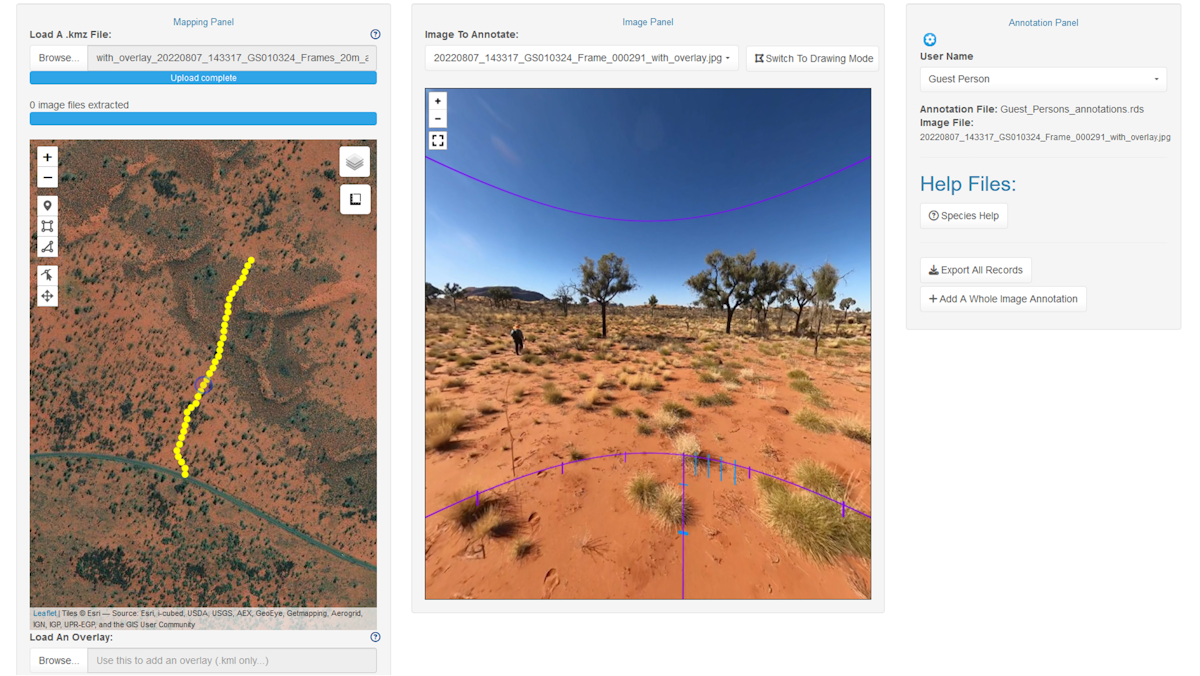 Mapping Panel
Load A .kmz File:
Browse...
with_overlay_20220807_143317_GS010324_Frames_20m_a
Upload complete
0 image files extracted
+
−
Leaflet | Tiles © Esri — Source: Esri, i-cubed, USDA, USGS, AEX, GeoEye, Getmapping, Aerogrid,
IGN, IGP, UPR-EGP, and the GIS User Community
Load An Overlay:
Browse...
Use this to add an overlay (.kml only...)
Image Panel
Image To Annotate:
20220807_143317_GS010324_Frame_000291_with_overlay.jpg
Switch To Drawing Mode
+
−
Annotation Panel
User Name
Guest Person
Annotation File: Guest_Persons_annotations.rds
Image File:
20220807_143317_GS010324_Frame_000291_with_overlay.jpg
Help Files:
Species Help
Export All Records
+ Add A Whole Image Annotation